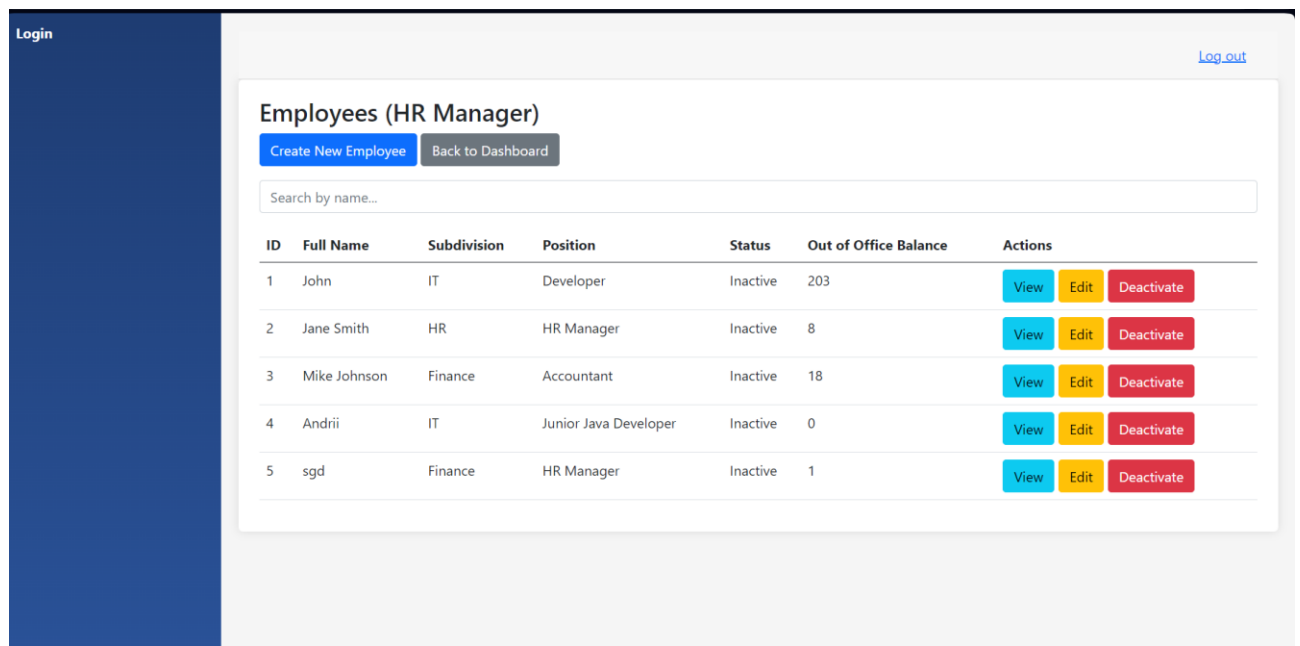 Login
Log out
Employees (HR Manager)
Create New Employee Back to Dashboard
Search by name...
ID Full Name Subdivision Position Status Out of Office Balance Actions
1 John IT Developer Inactive 203 View Edit Deactivate
2 Jane Smith HR HR Manager Inactive 8 View Edit Deactivate
3 Mike Johnson Finance Accountant Inactive 18 View Edit Deactivate
4 Andrii IT Junior Java Developer Inactive 0 View Edit Deactivate
5 sgd Finance HR Manager Inactive 1 View Edit Deactivate